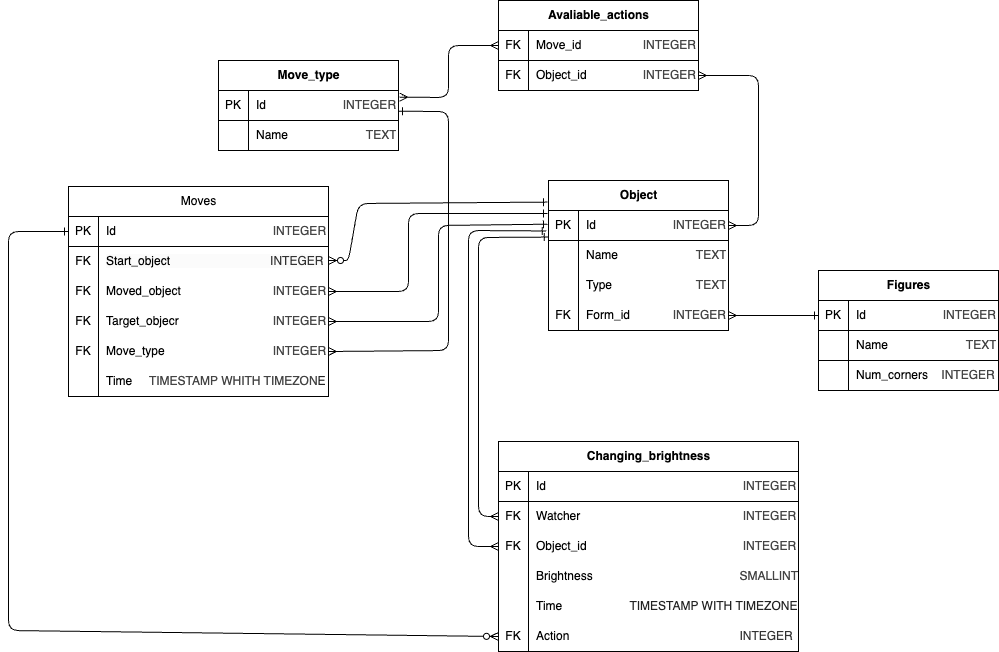 Avaliable_actions
FK Move_id INTEGER
FK Object_id INTEGER
Move_type
PK Id INTEGER
Name TEXT
Moves
PK Id INTEGER
FK Start_object INTEGER
FK Moved_object INTEGER
FK Target_objecr INTEGER
FK Move_type INTEGER
Time TIMESTAMP WHITH TIMEZONE
Object
PK Id INTEGER
Name TEXT
Type TEXT
FK Form_id INTEGER
Figures
PK Id INTEGER
Name TEXT
Num_corners INTEGER
Changing_brightness
PK Id INTEGER
FK Watcher INTEGER
FK Object_id INTEGER
Brightness SMALLINT
Time TIMESTAMP WITH TIMEZONE
FK Action INTEGER